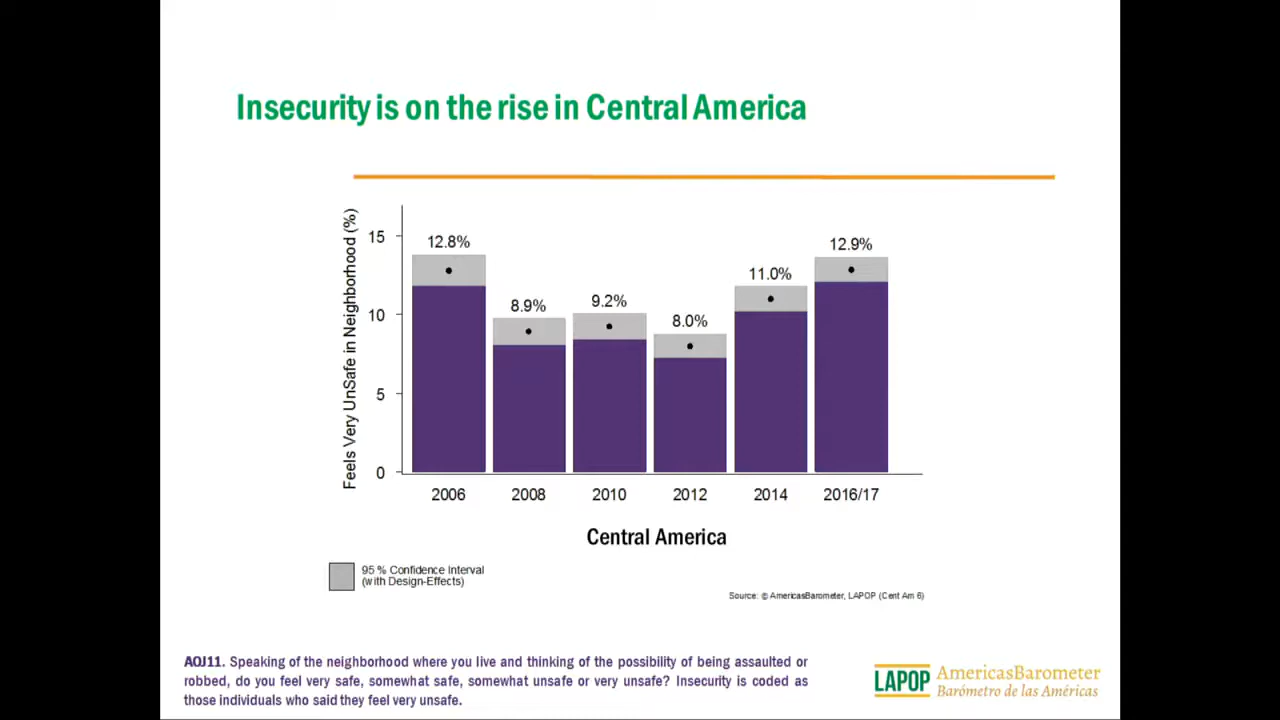 Insecurity is on the rise in Central America
Feels Very UnSafe in Neighborhood (%)
15
10
5
0
12.8%
8.9%
9.2%
8.0%
11.0%
12.9%
2006
2008
2010
2012
2014
2016/17
Central America
95 % Confidence Interval
(with Design-Effects)
Source: © AmericasBarometer, LAPOP (Cent Am 6)
AOJ11. Speaking of the neighborhood where you live and thinking of the possibility of being assaulted or
robbed, do you feel very safe, somewhat safe, somewhat unsafe or very unsafe? Insecurity is coded as
those individuals who said they feel very unsafe.
LAPOP
AmericasBarometer
Barómetro de las Américas